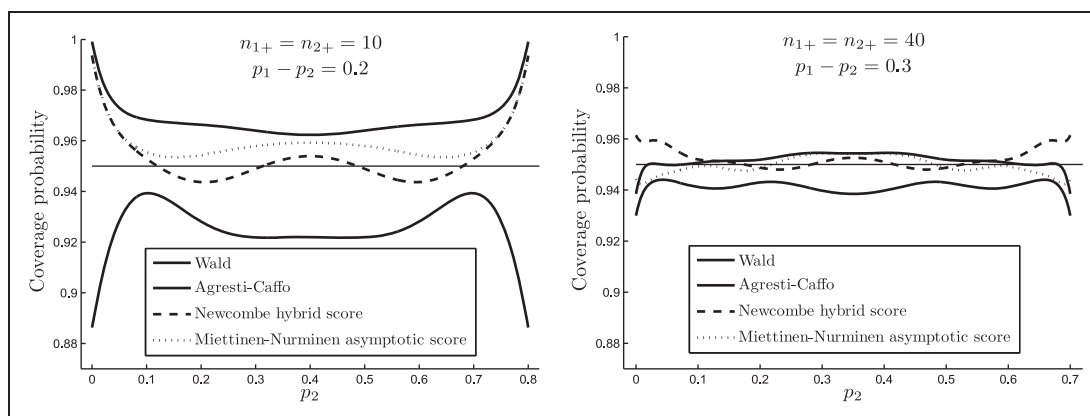 n₁₊ = n₂₊ = 10
p₁ − p₂ = 0.2
Coverage probability
1
0.98
0.96
0.94
0.92
0.9
0.88
Wald
Agresti-Caffo
Newcombe hybrid score
Miettinen-Nurminen asymptotic score
0 0.1 0.2 0.3 0.4 0.5 0.6 0.7 0.8
p₂
n₁₊ = n₂₊ = 40
p₁ − p₂ = 0.3
Coverage probability
1
0.98
0.96
0.94
0.92
0.9
0.88
Wald
Agresti-Caffo
Newcombe hybrid score
Miettinen-Nurminen asymptotic score
0 0.1 0.2 0.3 0.4 0.5 0.6 0.7
p₂